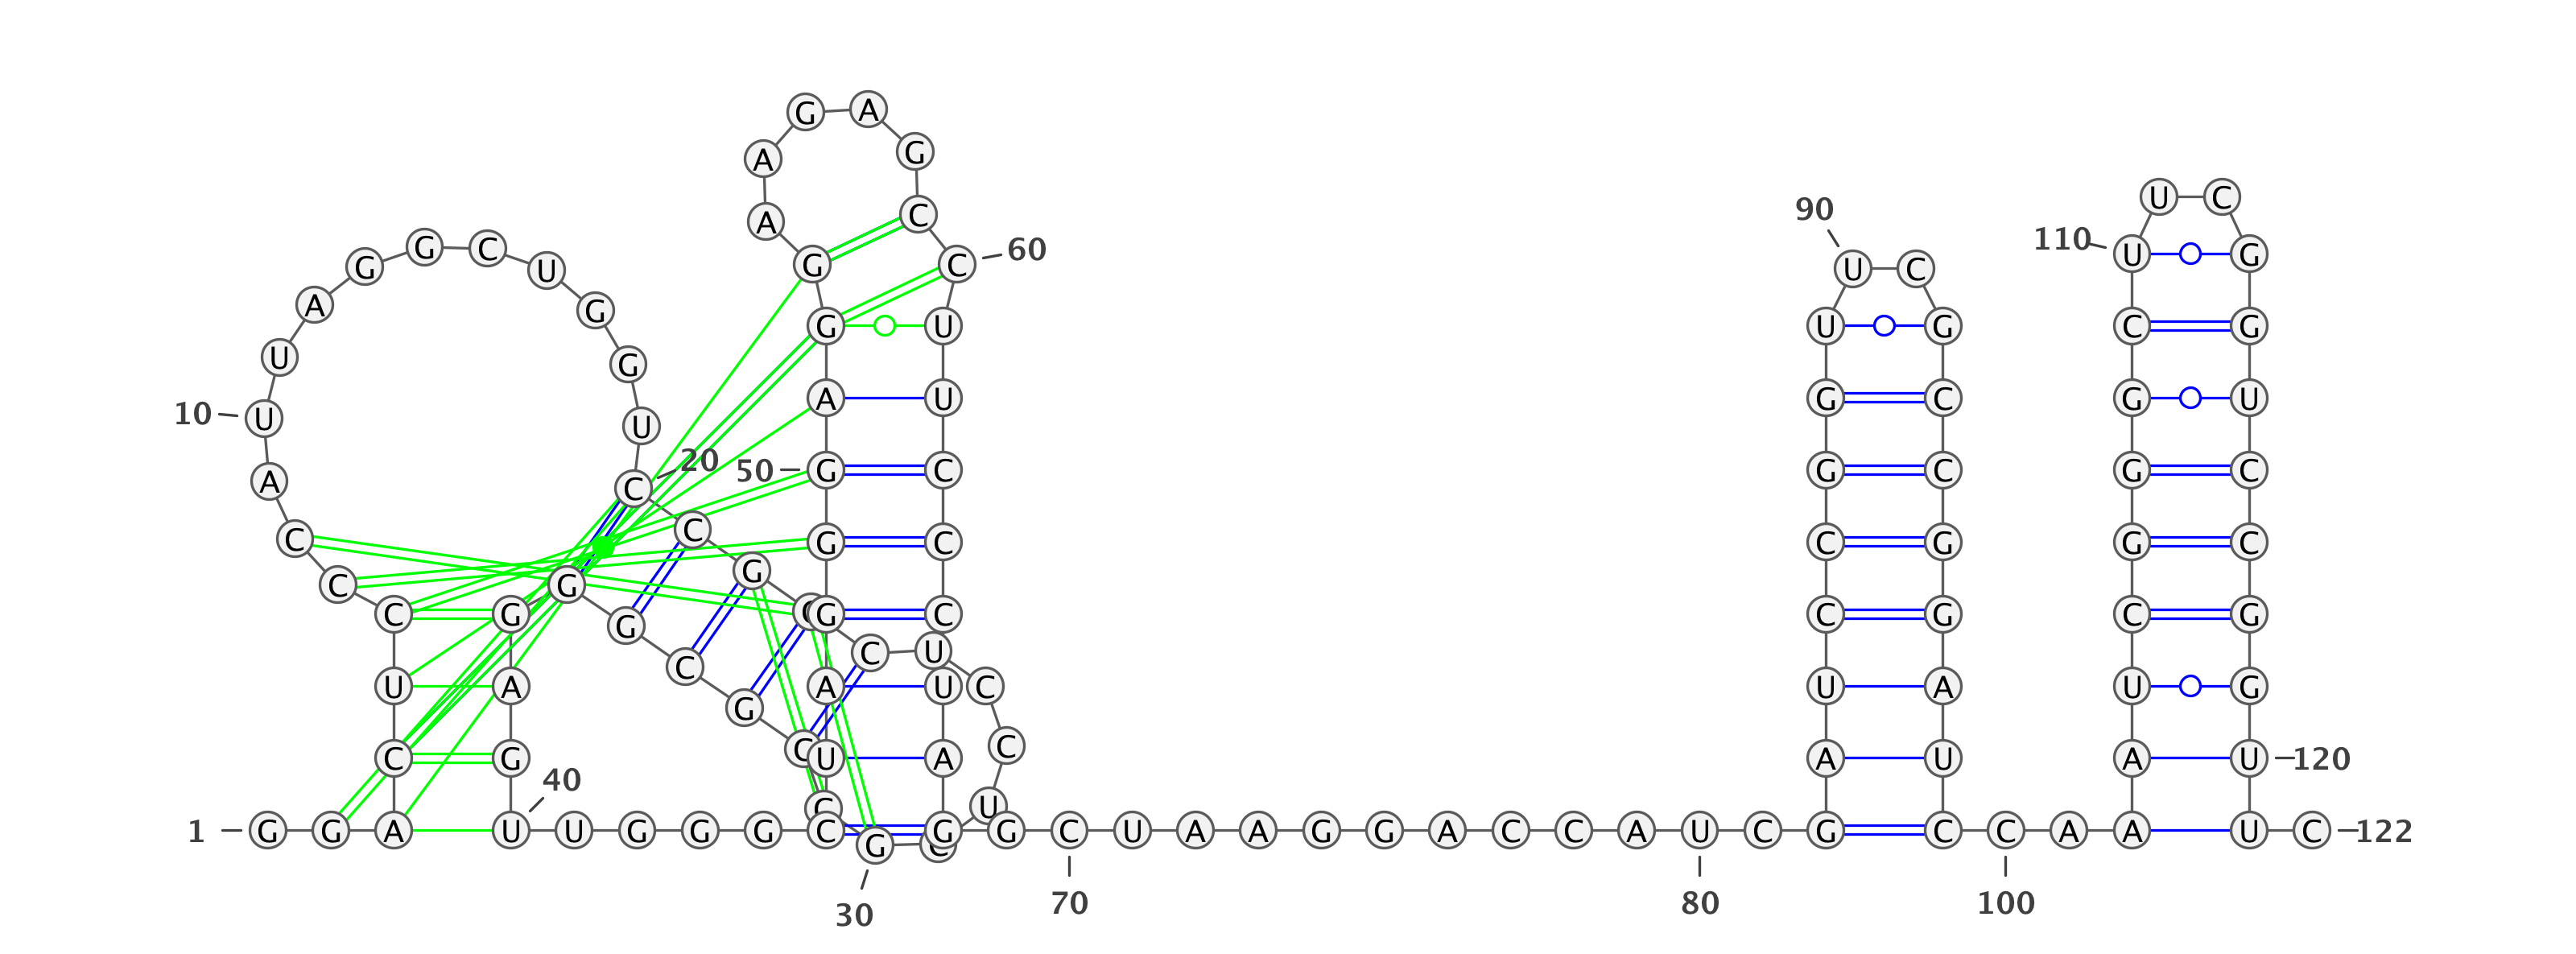 G A
A G
U C
90
A C
110
G C
60
U G
G U G C U C
A G
G U U G C G
U G
A U G C G U
10 U U
20 50 G C G C G C
A C
C C G C C G G C
C G G
C G C G C C G C G
G
C U
C
U A A U C U A U G
G
C C
C G U A A U A U 120
40
C U
1 G G A U U G G G C G G C U A A G G A C C A U C G C C A A U C 122
G C
70 80 100
30